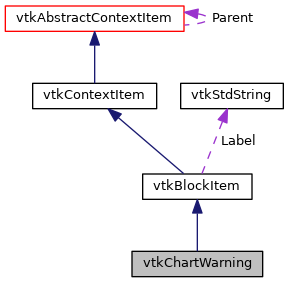 vtkAbstractContextItem
Parent
vtkContextItem
vtkStdString
Label
vtkBlockItem
vtkChartWarning